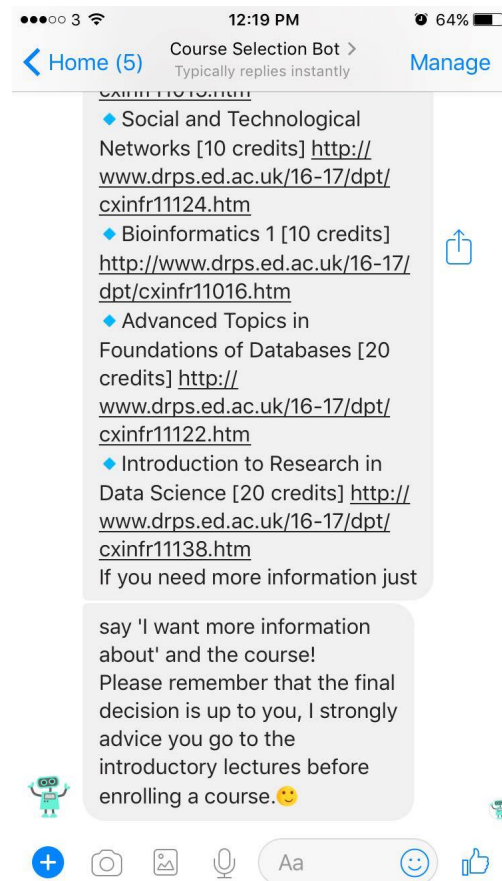 3 12:19 PM 64%
Home (5) Course Selection Bot > Manage
Typically replies instantly
🔹Social and Technological
Networks [10 credits] http://
www.drps.ed.ac.uk/16-17/dpt/
cxinfr11124.htm
🔹Bioinformatics 1 [10 credits]
http://www.drps.ed.ac.uk/16-17/
dpt/cxinfr11016.htm
🔹Advanced Topics in
Foundations of Databases [20
credits] http://
www.drps.ed.ac.uk/16-17/dpt/
cxinfr11122.htm
🔹Introduction to Research in
Data Science [20 credits] http://
www.drps.ed.ac.uk/16-17/dpt/
cxinfr11138.htm
If you need more information just
say 'I want more information
about' and the course!
Please remember that the final
decision is up to you, I strongly
advice you go to the
introductory lectures before
enrolling a course.🙂
Aa